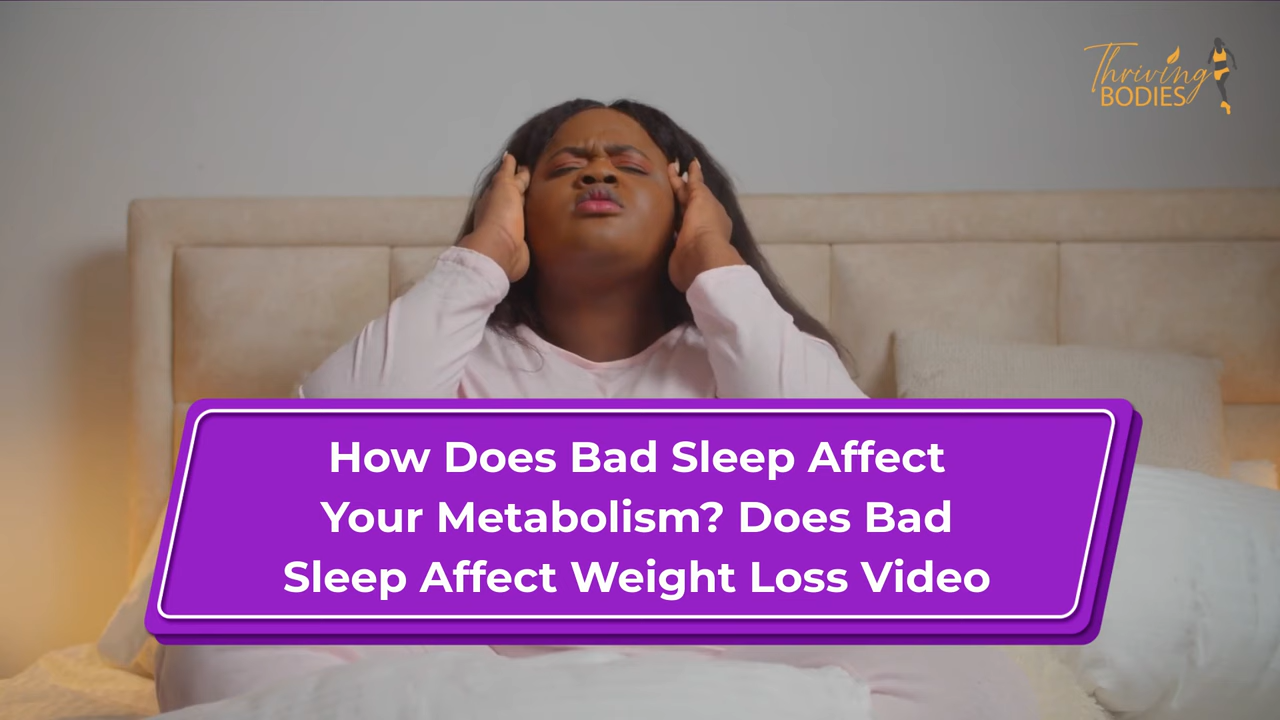 Thriving
BODIES
How Does Bad Sleep Affect
Your Metabolism? Does Bad
Sleep Affect Weight Loss Video